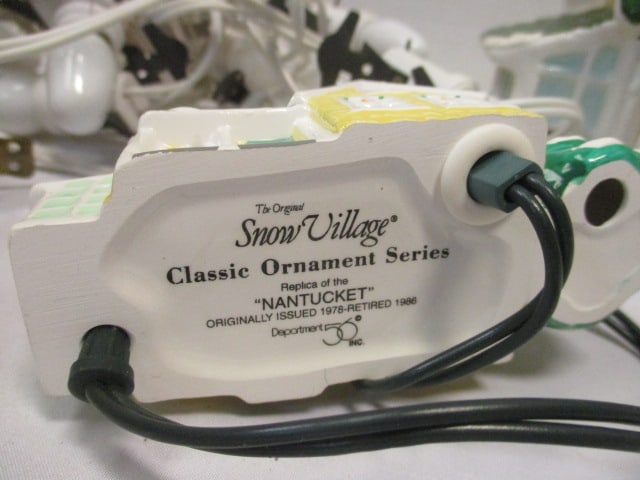 The Original
Snow Village®
Classic Ornament Series
Replica of the
"NANTUCKET"
ORIGINALLY ISSUED 1978-RETIRED 1986
Department 56©
INC.